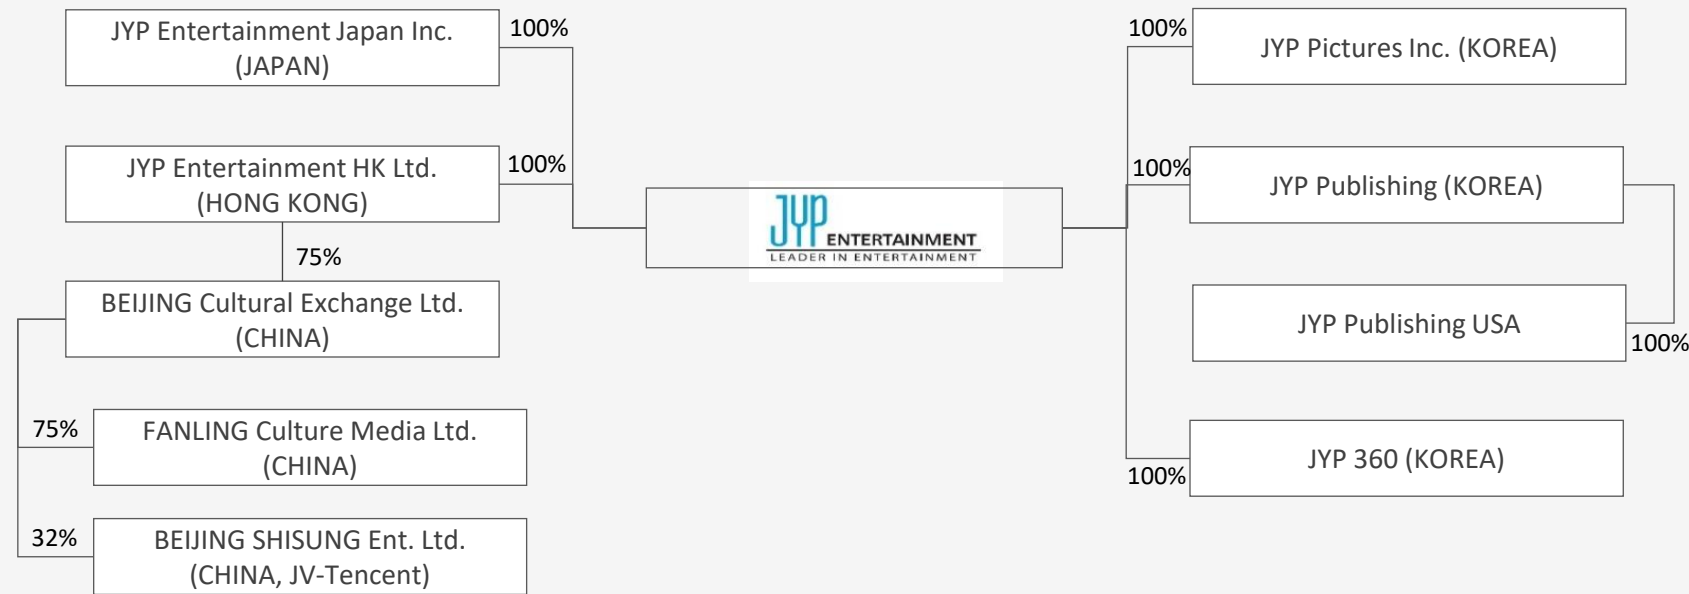 JYP Entertainment Japan Inc.
(JAPAN)
100%
JYP Entertainment HK Ltd.
(HONG KONG)
100%
75%
BEIJING Cultural Exchange Ltd.
(CHINA)
75%
FANLING Culture Media Ltd.
(CHINA)
32%
BEIJING SHISUNG Ent. Ltd.
(CHINA, JV-Tencent)
JYP
ENTERTAINMENT
LEADER IN ENTERTAINMENT
100%
JYP Pictures Inc. (KOREA)
100%
JYP Publishing (KOREA)
JYP Publishing USA
100%
100%
JYP 360 (KOREA)